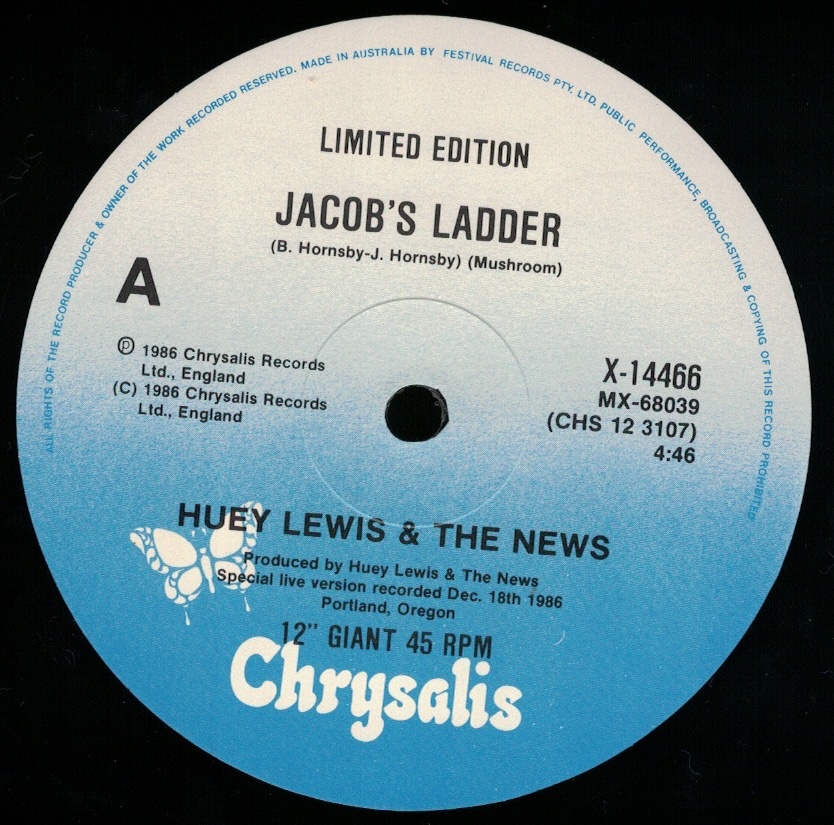 ALL RIGHTS OF THE RECORD PRODUCER & OWNER OF THE WORK RECORDED RESERVED. MADE IN AUSTRALIA BY FESTIVAL RECORDS PTY. LTD. PUBLIC PERFORMANCE, BROADCASTING & COPYING OF THIS RECORD PROHIBITED
LIMITED EDITION
JACOB'S LADDER
(B. Hornsby-J. Hornsby) (Mushroom)
A
℗ 1986 Chrysalis Records
Ltd., England
(C) 1986 Chrysalis Records
Ltd., England
X-14466
MX-68039
(CHS 12 3107)
4:46
HUEY LEWIS & THE NEWS
Produced by Huey Lewis & The News
Special live version recorded Dec. 18th 1986
Portland, Oregon
12" GIANT 45 RPM
Chrysalis